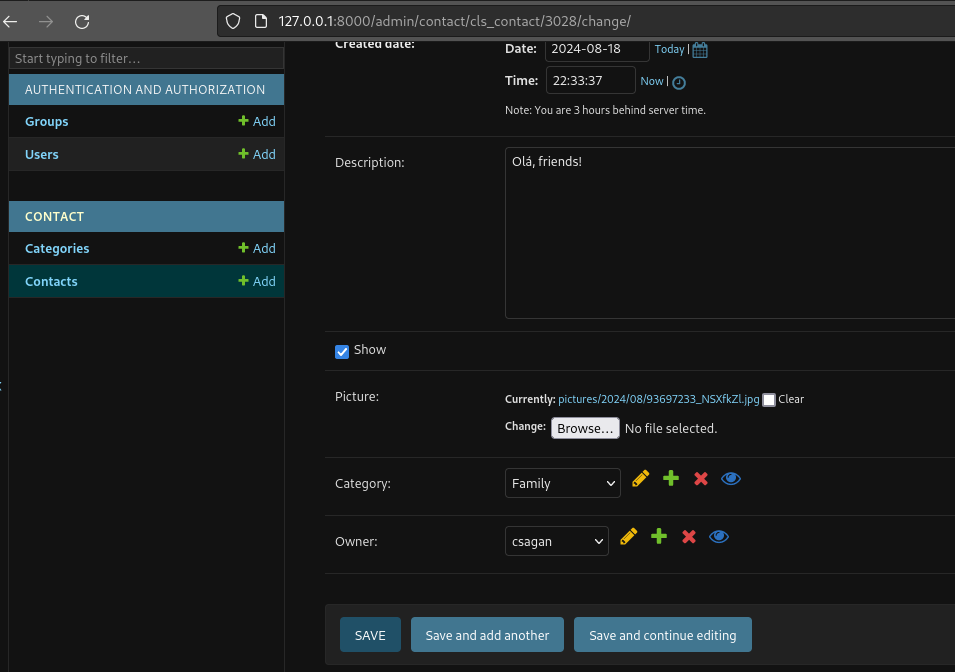 127.0.0.1:8000/admin/contact/cls_contact/3028/change/
Start typing to filter…
AUTHENTICATION AND AUTHORIZATION
Groups + Add
Users + Add
CONTACT
Categories + Add
Contacts + Add
Created date:
Date: 2024-08-18 Today |
Time: 22:33:37 Now |
Note: You are 3 hours behind server time.
Description:
Olá, friends!
Show
Picture:
Currently: pictures/2024/08/93697233_NSXfkZl.jpg Clear
Change: Browse… No file selected.
Category: Family
Owner: csagan
SAVE
Save and add another
Save and continue editing